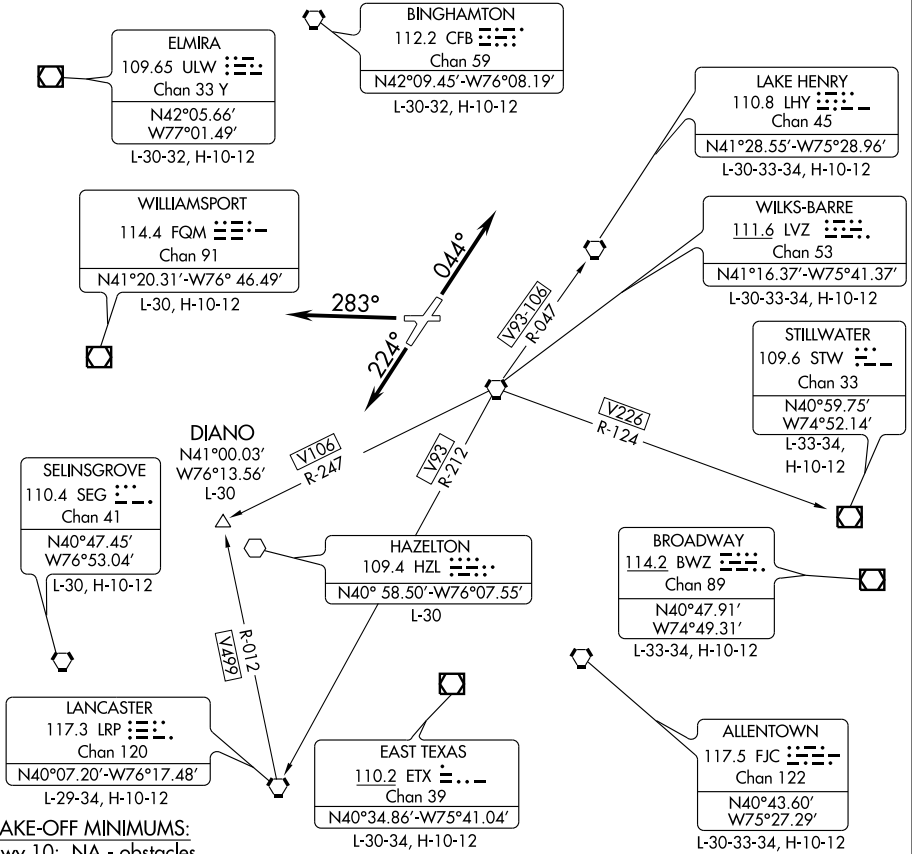 ELMIRA
109.65 ULW
Chan 33 Y
N42°05.66′
W77°01.49′
L-30-32, H-10-12
BINGHAMTON
112.2 CFB
Chan 59
N42°09.45′-W76°08.19′
L-30-32, H-10-12
LAKE HENRY
110.8 LHY
Chan 45
N41°28.55′-W75°28.96′
L-30-33-34, H-10-12
WILLIAMSPORT
114.4 FQM
Chan 91
N41°20.31′-W76° 46.49′
L-30, H-10-12
WILKS-BARRE
111.6 LVZ
Chan 53
N41°16.37′-W75°41.37′
L-30-33-34, H-10-12
044°
283°
224°
V93-106
R-047
STILLWATER
109.6 STW
Chan 33
N40°59.75′
W74°52.14′
L-33-34,
H-10-12
V226
R-124
DIANO
N41°00.03′
W76°13.56′
L-30
V106
R-247
V93
R-212
SELINSGROVE
110.4 SEG
Chan 41
N40°47.45′
W76°53.04′
L-30, H-10-12
HAZELTON
109.4 HZL
N40° 58.50′-W76°07.55′
L-30
BROADWAY
114.2 BWZ
Chan 89
N40°47.91′
W74°49.31′
L-33-34, H-10-12
R-012
V499
LANCASTER
117.3 LRP
Chan 120
N40°07.20′-W76°17.48′
L-29-34, H-10-12
EAST TEXAS
110.2 ETX
Chan 39
N40°34.86′-W75°41.04′
L-30-34, H-10-12
ALLENTOWN
117.5 FJC
Chan 122
N40°43.60′
W75°27.29′
L-30-33-34, H-10-12
AKE-OFF MINIMUMS:
wy 10: NA - obstacles